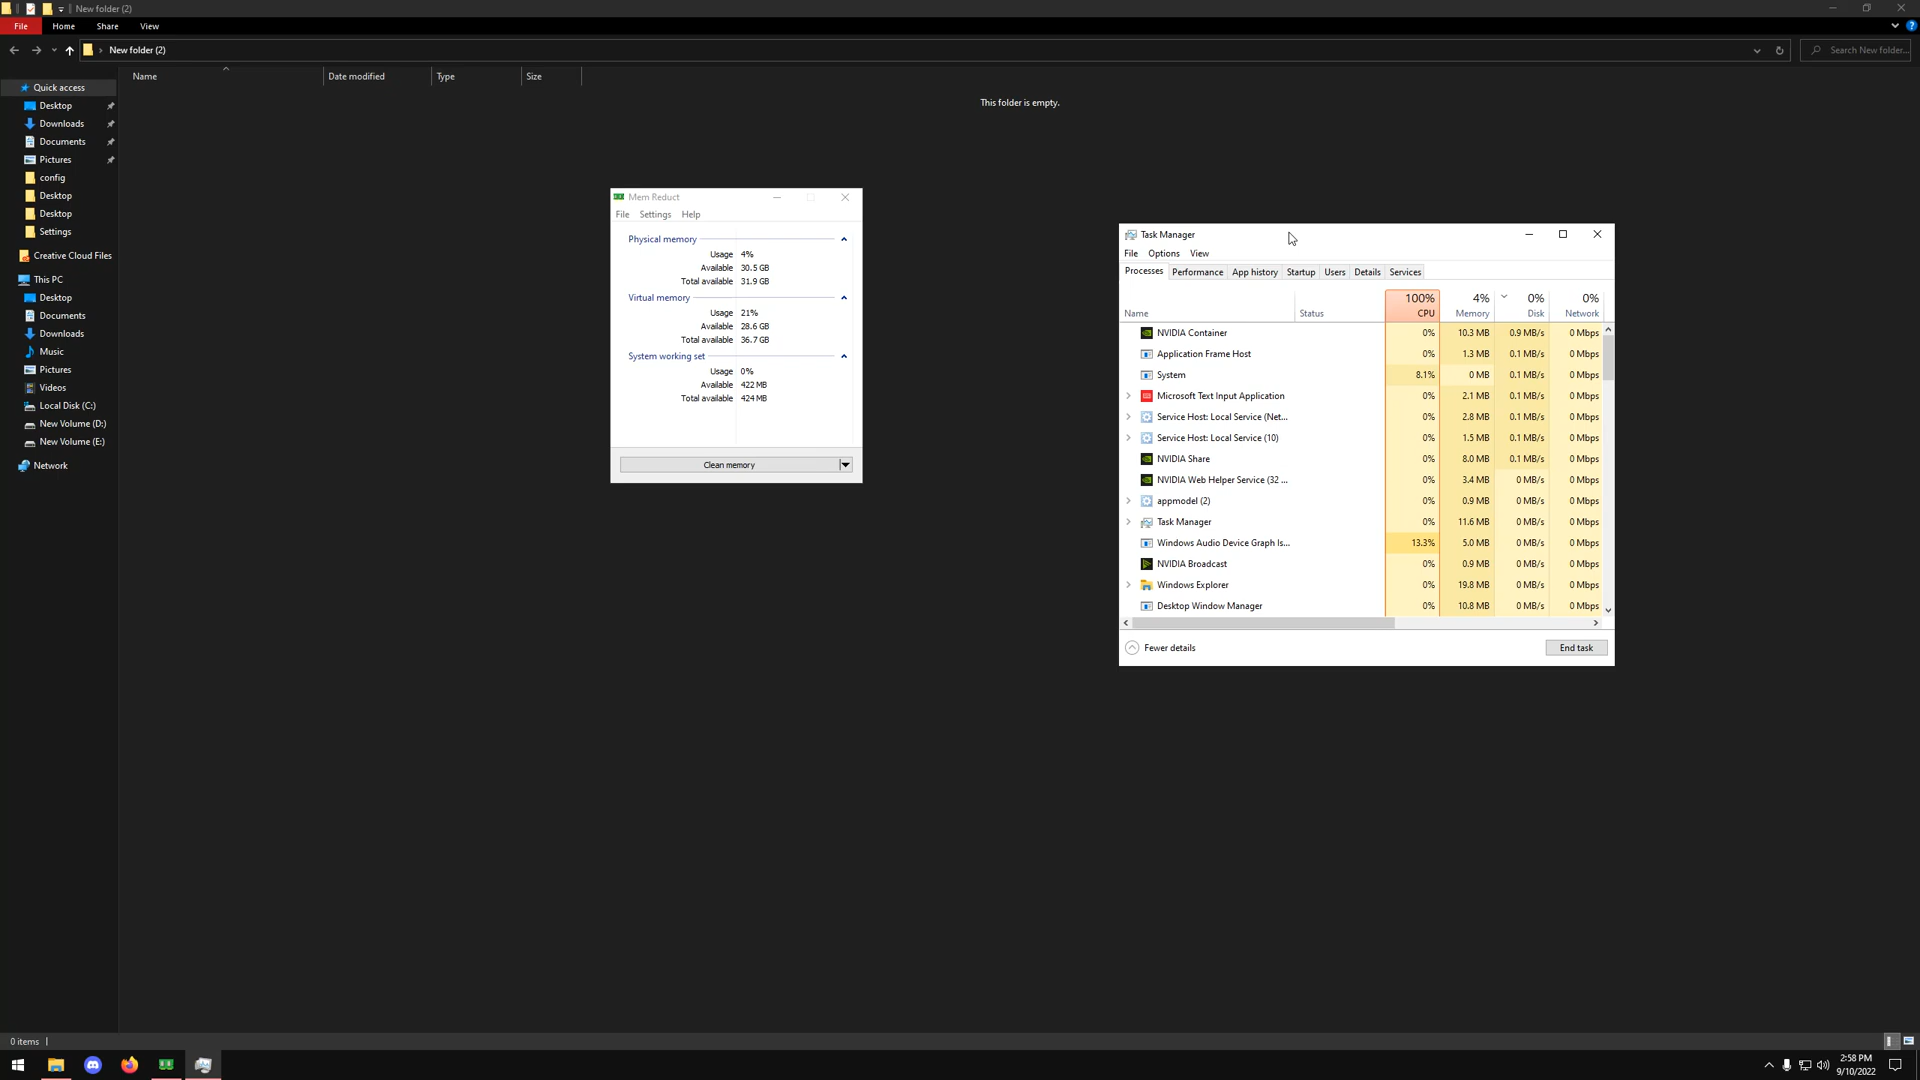 New folder (2)
File Home Share View
New folder (2)
Search New folder...
Name Date modified Type Size
This folder is empty.
Quick access
Desktop
Downloads
Documents
Pictures
config
Desktop
Desktop
Settings
Creative Cloud Files
This PC
Desktop
Documents
Downloads
Music
Pictures
Videos
Local Disk (C:)
New Volume (D:)
New Volume (E:)
Network
Mem Reduct
File Settings Help
Physical memory
Usage 4%
Available 30.5 GB
Total available 31.9 GB
Virtual memory
Usage 21%
Available 28.6 GB
Total available 36.7 GB
System working set
Usage 0%
Available 422 MB
Total available 424 MB
Clean memory
Task Manager
File Options View
Processes Performance App history Startup Users Details Services
100% 4% 0% 0%
Name Status CPU Memory Disk Network
NVIDIA Container 0% 10.3 MB 0.9 MB/s 0 Mbps
Application Frame Host 0% 1.3 MB 0.1 MB/s 0 Mbps
System 8.1% 0 MB 0.1 MB/s 0 Mbps
Microsoft Text Input Application 0% 2.1 MB 0.1 MB/s 0 Mbps
Service Host: Local Service (Net... 0% 2.8 MB 0.1 MB/s 0 Mbps
Service Host: Local Service (10) 0% 1.5 MB 0.1 MB/s 0 Mbps
NVIDIA Share 0% 8.0 MB 0.1 MB/s 0 Mbps
NVIDIA Web Helper Service (32 ... 0% 3.4 MB 0 MB/s 0 Mbps
appmodel (2) 0% 0.9 MB 0 MB/s 0 Mbps
Task Manager 0% 11.6 MB 0 MB/s 0 Mbps
Windows Audio Device Graph Is... 13.3% 5.0 MB 0 MB/s 0 Mbps
NVIDIA Broadcast 0% 0.9 MB 0 MB/s 0 Mbps
Windows Explorer 0% 19.8 MB 0 MB/s 0 Mbps
Desktop Window Manager 0% 10.8 MB 0 MB/s 0 Mbps
Fewer details End task
0 items
2:58 PM
9/10/2022